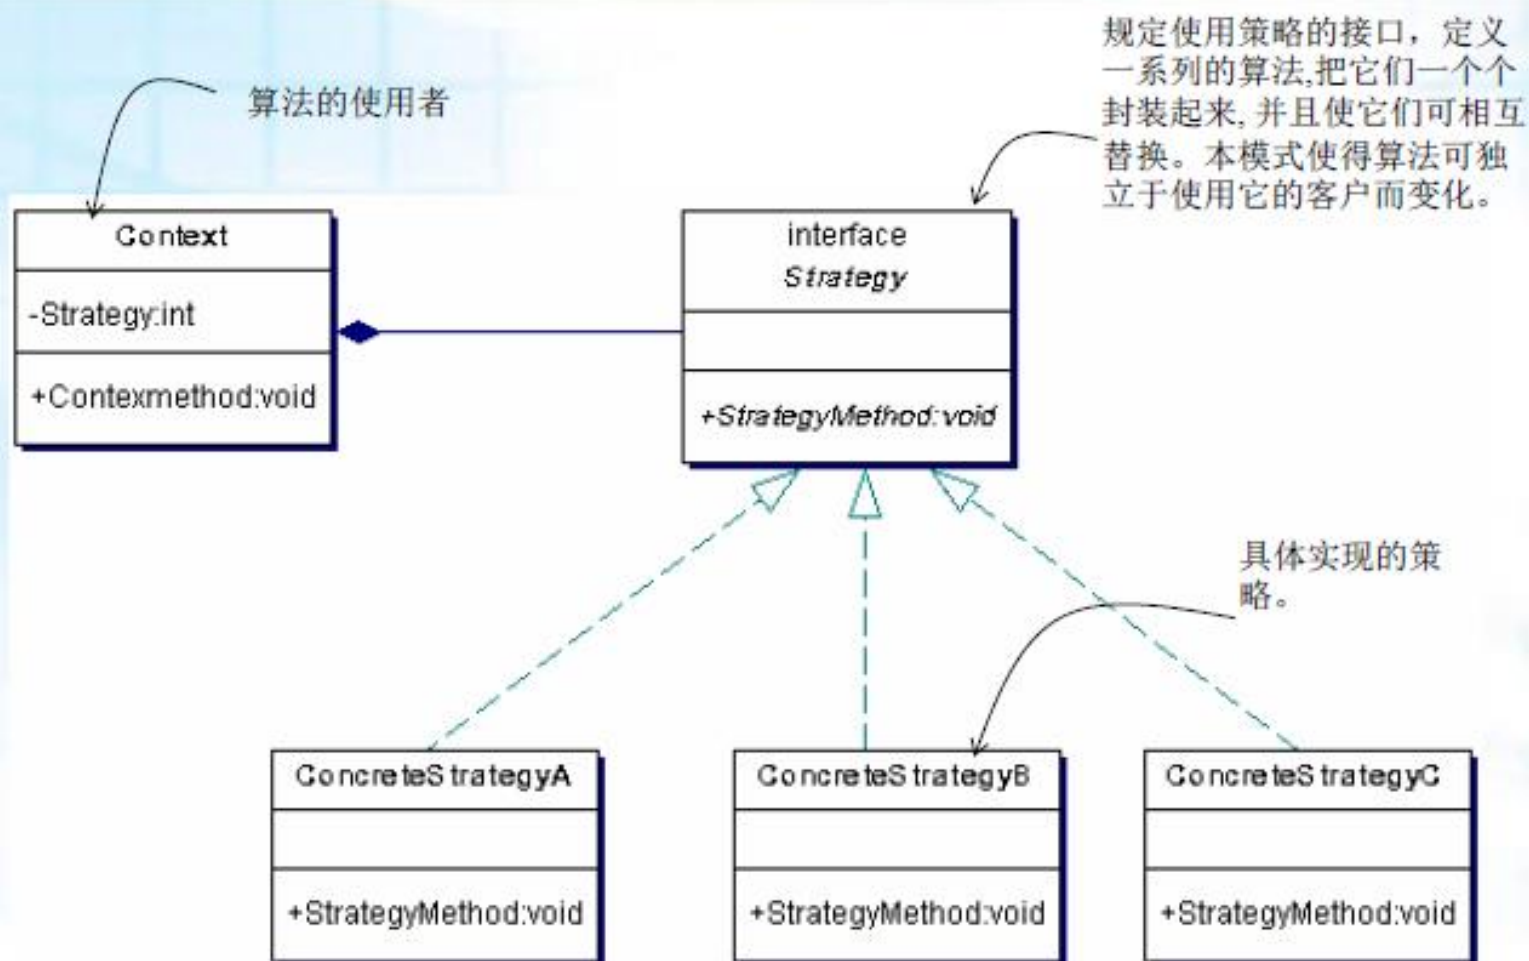 规定使用策略的接口，定义
一系列的算法,把它们一个个
封装起来, 并且使它们可相互
替换。本模式使得算法可独
立于使用它的客户而变化。
算法的使用者
Context
-Strategy:int
+Contexmethod:void
interface
Strategy
+StrategyMethod:void
具体实现的策
略。
ConcreteStrategyA
+StrategyMethod:void
ConcreteStrategyB
+StrategyMethod:void
ConcreteStrategyC
+StrategyMethod:void